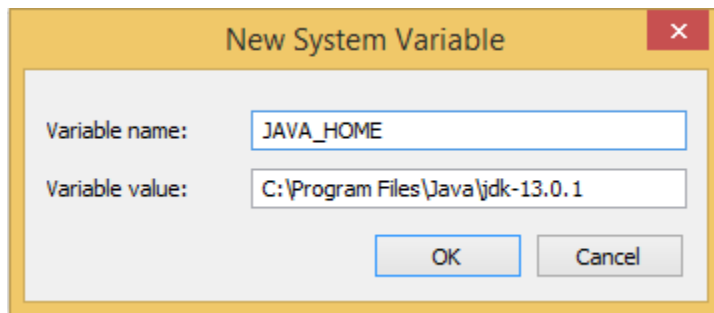 New System Variable
Variable name: JAVA_HOME
Variable value: C:\Program Files\Java\jdk-13.0.1
OK Cancel